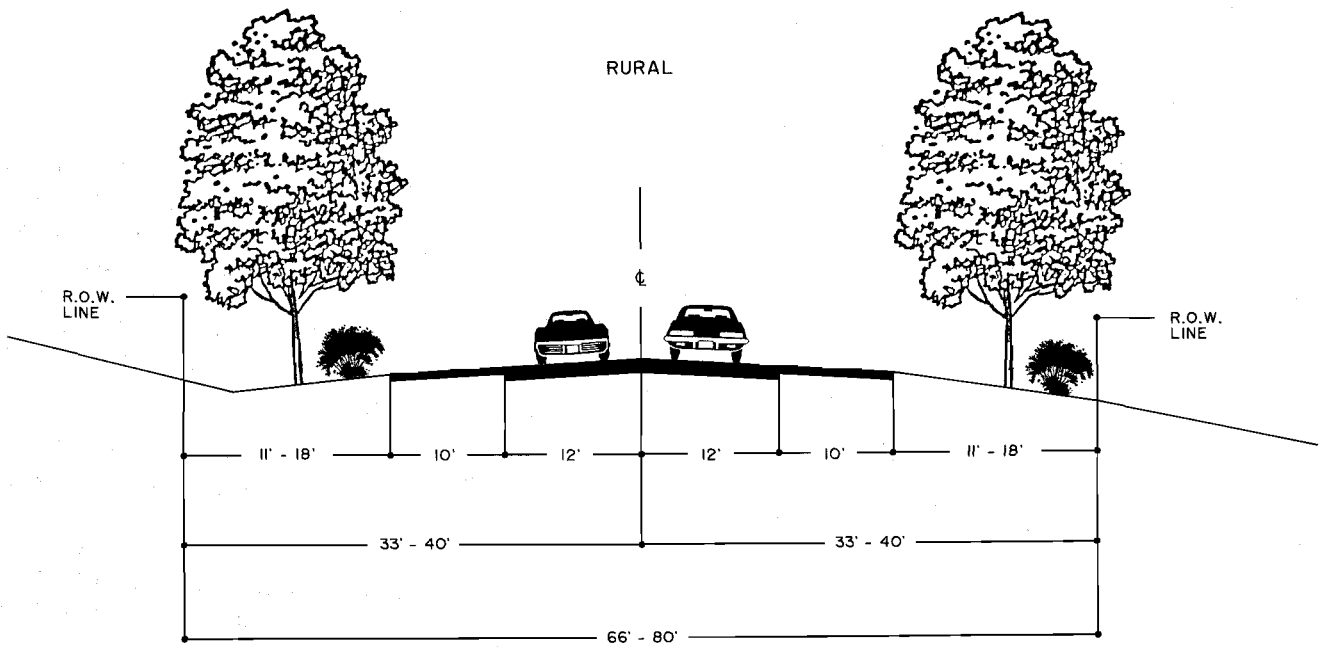 RURAL
℄
R.O.W.
LINE
R.O.W.
LINE
11' - 18'
10'
12'
12'
10'
11' - 18'
33' - 40'
33' - 40'
66' - 80'